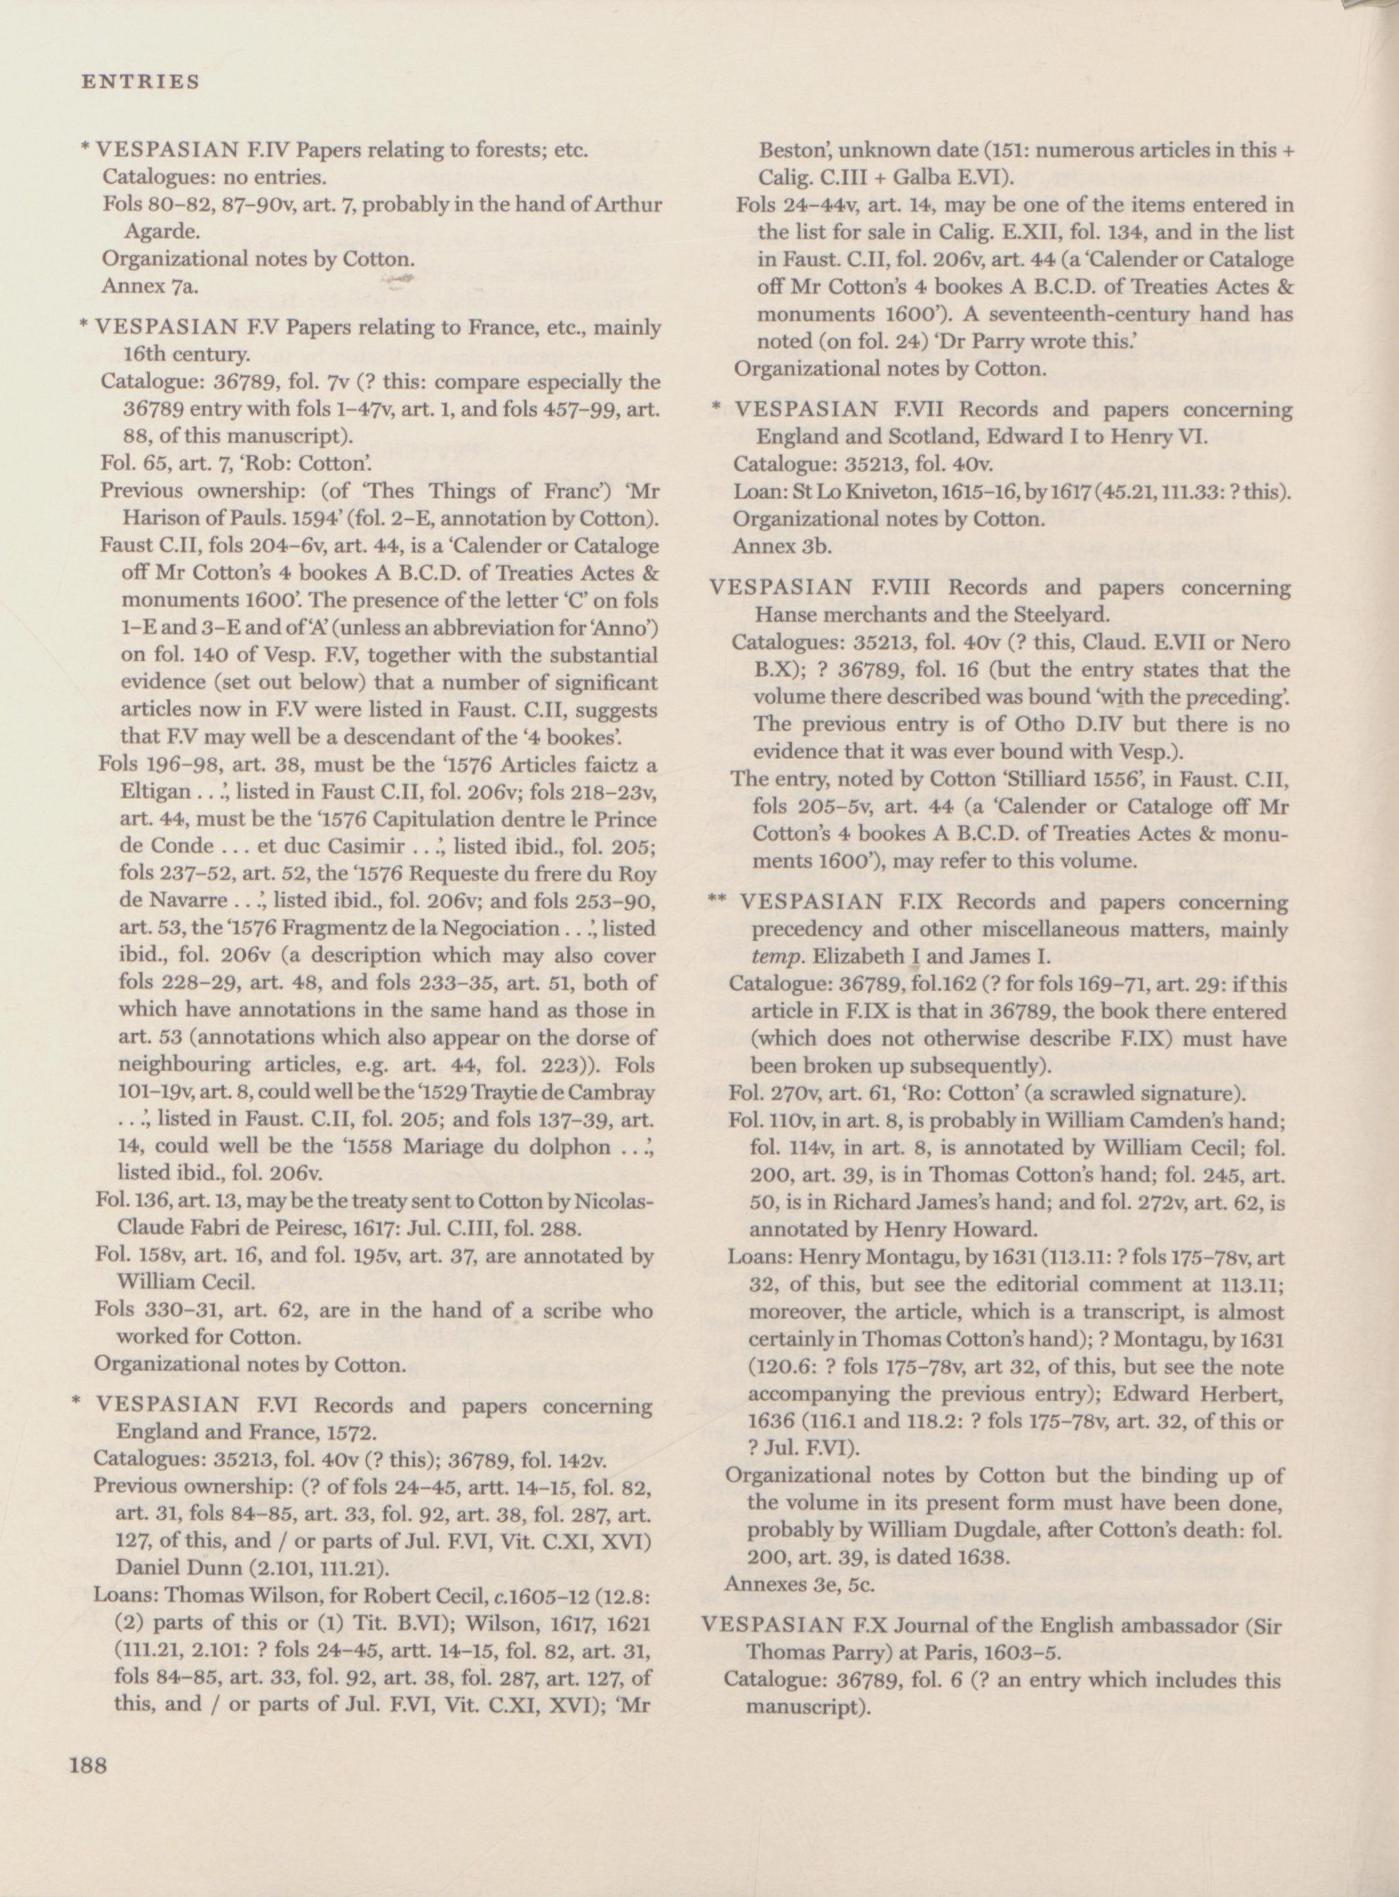 ENTRIES
* VESPASIAN F.IV Papers relating to forests; etc.
Catalogues: no entries.
Fols 80–82, 87–90v, art. 7, probably in the hand of Arthur
Agarde.
Organizational notes by Cotton.
Annex 7a.
* VESPASIAN F.V Papers relating to France, etc., mainly
16th century.
Catalogue: 36789, fol. 7v (? this: compare especially the
36789 entry with fols 1–47v, art. 1, and fols 457–99, art.
88, of this manuscript).
Fol. 65, art. 7, ‘Rob: Cotton’.
Previous ownership: (of ‘Thes Things of Franc’) ‘Mr
Harison of Pauls. 1594’ (fol. 2–E, annotation by Cotton).
Faust C.II, fols 204–6v, art. 44, is a ‘Calender or Cataloge
off Mr Cotton’s 4 bookes A B.C.D. of Treaties Actes &
monuments 1600’. The presence of the letter ‘C’ on fols
1–E and 3–E and of ‘A’ (unless an abbreviation for ‘Anno’)
on fol. 140 of Vesp. F.V, together with the substantial
evidence (set out below) that a number of significant
articles now in F.V were listed in Faust. C.II, suggests
that F.V may well be a descendant of the ‘4 bookes’.
Fols 196–98, art. 38, must be the ‘1576 Articles faictz a
Eltigan . . .’, listed in Faust C.II, fol. 206v; fols 218–23v,
art. 44, must be the ‘1576 Capitulation dentre le Prince
de Conde . . . et duc Casimir . . .’, listed ibid., fol. 205;
fols 237–52, art. 52, the ‘1576 Requeste du frere du Roy
de Navarre . . .’, listed ibid., fol. 206v; and fols 253–90,
art. 53, the ‘1576 Fragmentz de la Negociation . . .’, listed
ibid., fol. 206v (a description which may also cover
fols 228–29, art. 48, and fols 233–35, art. 51, both of
which have annotations in the same hand as those in
art. 53 (annotations which also appear on the dorse of
neighbouring articles, e.g. art. 44, fol. 223)). Fols
101–19v, art. 8, could well be the ‘1529 Traytie de Cambray
. . .’, listed in Faust. C.II, fol. 205; and fols 137–39, art.
14, could well be the ‘1558 Mariage du dolphon . . .’,
listed ibid., fol. 206v.
Fol. 136, art. 13, may be the treaty sent to Cotton by Nicolas-
Claude Fabri de Peiresc, 1617: Jul. C.III, fol. 288.
Fol. 158v, art. 16, and fol. 195v, art. 37, are annotated by
William Cecil.
Fols 330–31, art. 62, are in the hand of a scribe who
worked for Cotton.
Organizational notes by Cotton.
* VESPASIAN F.VI Records and papers concerning
England and France, 1572.
Catalogues: 35213, fol. 40v (? this); 36789, fol. 142v.
Previous ownership: (? of fols 24–45, artt. 14–15, fol. 82,
art. 31, fols 84–85, art. 33, fol. 92, art. 38, fol. 287, art.
127, of this, and / or parts of Jul. F.VI, Vit. C.XI, XVI)
Daniel Dunn (2.101, 111.21).
Loans: Thomas Wilson, for Robert Cecil, c.1605–12 (12.8:
(2) parts of this or (1) Tit. B.VI); Wilson, 1617, 1621
(111.21, 2.101: ? fols 24–45, artt. 14–15, fol. 82, art. 31,
fols 84–85, art. 33, fol. 92, art. 38, fol. 287, art. 127, of
this, and / or parts of Jul. F.VI, Vit. C.XI, XVI); ‘Mr
Beston’, unknown date (151: numerous articles in this +
Calig. C.III + Galba E.VI).
Fols 24–44v, art. 14, may be one of the items entered in
the list for sale in Calig. E.XII, fol. 134, and in the list
in Faust. C.II, fol. 206v, art. 44 (a ‘Calender or Cataloge
off Mr Cotton’s 4 bookes A B.C.D. of Treaties Actes &
monuments 1600’). A seventeenth-century hand has
noted (on fol. 24) ‘Dr Parry wrote this.’
Organizational notes by Cotton.
* VESPASIAN F.VII Records and papers concerning
England and Scotland, Edward I to Henry VI.
Catalogue: 35213, fol. 40v.
Loan: St Lo Kniveton, 1615–16, by 1617 (45.21, 111.33: ? this).
Organizational notes by Cotton.
Annex 3b.
VESPASIAN F.VIII Records and papers concerning
Hanse merchants and the Steelyard.
Catalogues: 35213, fol. 40v (? this, Claud. E.VII or Nero
B.X); ? 36789, fol. 16 (but the entry states that the
volume there described was bound ‘with the preceding’.
The previous entry is of Otho D.IV but there is no
evidence that it was ever bound with Vesp.).
The entry, noted by Cotton ‘Stilliard 1556’, in Faust. C.II,
fols 205–5v, art. 44 (a ‘Calender or Cataloge off Mr
Cotton’s 4 bookes A B.C.D. of Treaties Actes & monu-
ments 1600’), may refer to this volume.
** VESPASIAN F.IX Records and papers concerning
precedency and other miscellaneous matters, mainly
temp. Elizabeth I and James I.
Catalogue: 36789, fol.162 (? for fols 169–71, art. 29: if this
article in F.IX is that in 36789, the book there entered
(which does not otherwise describe F.IX) must have
been broken up subsequently).
Fol. 270v, art. 61, ‘Ro: Cotton’ (a scrawled signature).
Fol. 110v, in art. 8, is probably in William Camden’s hand;
fol. 114v, in art. 8, is annotated by William Cecil; fol.
200, art. 39, is in Thomas Cotton’s hand; fol. 245, art.
50, is in Richard James’s hand; and fol. 272v, art. 62, is
annotated by Henry Howard.
Loans: Henry Montagu, by 1631 (113.11: ? fols 175–78v, art
32, of this, but see the editorial comment at 113.11;
moreover, the article, which is a transcript, is almost
certainly in Thomas Cotton’s hand); ? Montagu, by 1631
(120.6: ? fols 175–78v, art 32, of this, but see the note
accompanying the previous entry); Edward Herbert,
1636 (116.1 and 118.2: ? fols 175–78v, art. 32, of this or
? Jul. F.VI).
Organizational notes by Cotton but the binding up of
the volume in its present form must have been done,
probably by William Dugdale, after Cotton’s death: fol.
200, art. 39, is dated 1638.
Annexes 3e, 5c.
VESPASIAN F.X Journal of the English ambassador (Sir
Thomas Parry) at Paris, 1603–5.
Catalogue: 36789, fol. 6 (? an entry which includes this
manuscript).
188